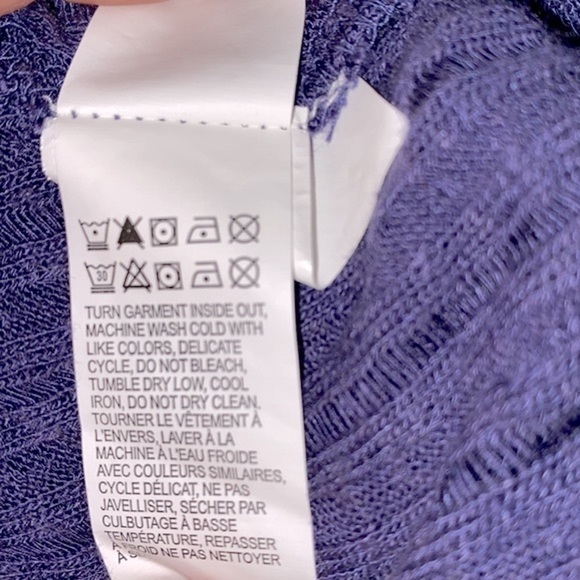 30
TURN GARMENT INSIDE OUT,
MACHINE WASH COLD WITH
LIKE COLORS, DELICATE
CYCLE, DO NOT BLEACH,
TUMBLE DRY LOW, COOL
IRON, DO NOT DRY CLEAN.
TOURNER LE VÊTEMENT À
L'ENVERS, LAVER À LA
MACHINE À L'EAU FROIDE
AVEC COULEURS SIMILAIRES,
CYCLE DÉLICAT, NE PAS
JAVELLISER, SÉCHER PAR
CULBUTAGE À BASSE
TEMPÉRATURE, REPASSER
À SOID NE PAS NETTOYER